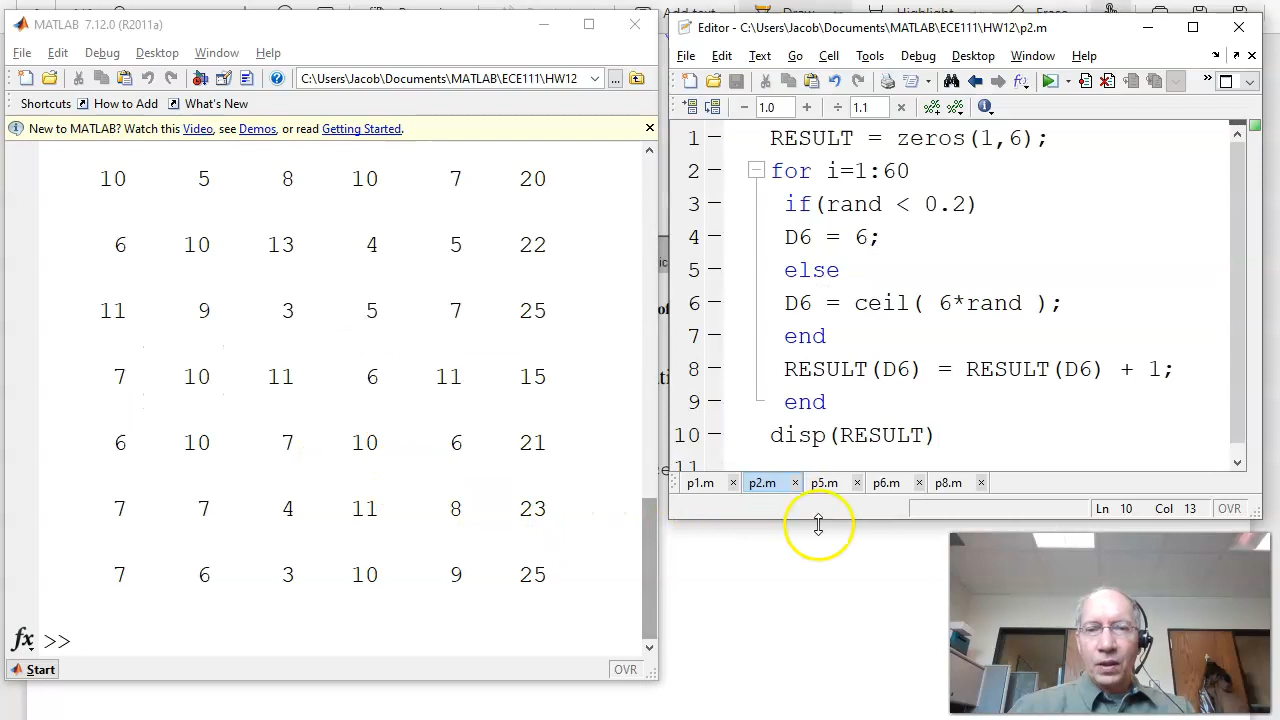 MATLAB 7.12.0 (R2011a)
File Edit Debug Desktop Window Help
C:\Users\Jacob\Documents\MATLAB\ECE111\HW12
Shortcuts How to Add What's New
New to MATLAB? Watch this Video, see Demos, or read Getting Started.
10 5 8 10 7 20
6 10 13 4 5 22
11 9 3 5 7 25
7 10 11 6 11 15
6 10 7 10 6 21
7 7 4 11 8 23
7 6 3 10 9 25
fx >>
Start OVR
Editor - C:\Users\Jacob\Documents\MATLAB\ECE111\HW12\p2.m
File Edit Text Go Cell Tools Debug Desktop Window Help
1.0 1.1
1 RESULT = zeros(1,6);
2 for i=1:60
3 if(rand < 0.2)
4 D6 = 6;
5 else
6 D6 = ceil( 6*rand );
7 end
8 RESULT(D6) = RESULT(D6) + 1;
9 end
10 disp(RESULT)
11
p1.m p2.m p5.m p6.m p8.m
Ln 10 Col 13 OVR